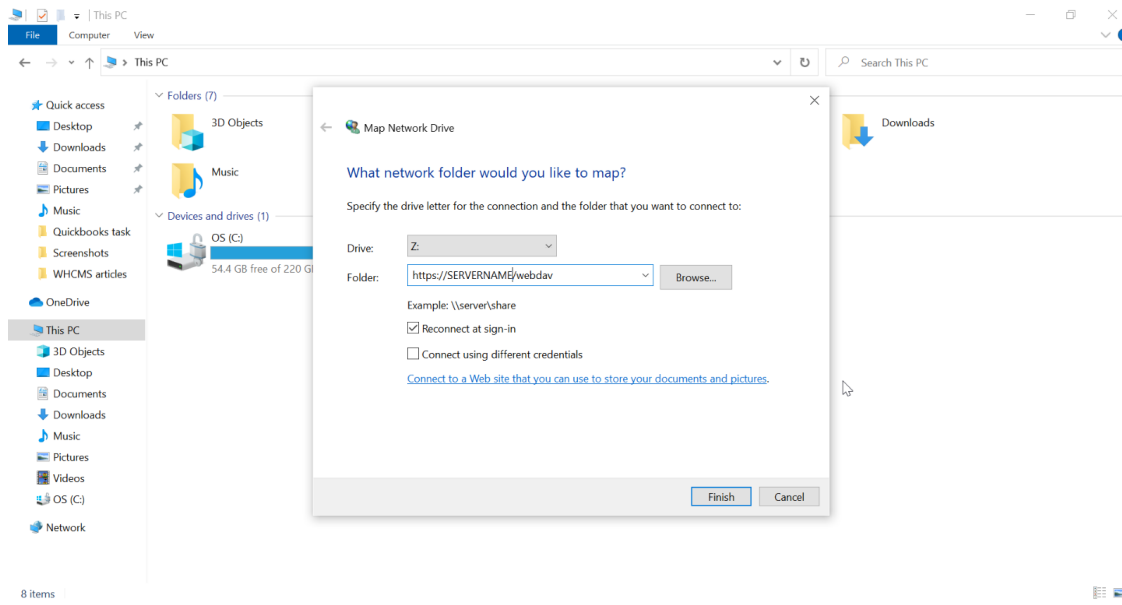 This PC
File Computer View
This PC
Search This PC
Quick access
Desktop
Downloads
Documents
Pictures
Music
Quickbooks task
Screenshots
WHCMS articles
OneDrive
This PC
3D Objects
Desktop
Documents
Downloads
Music
Pictures
Videos
OS (C:)
Network
Folders (7)
3D Objects
Music
Downloads
Devices and drives (1)
OS (C:)
54.4 GB free of 220 G
Map Network Drive
What network folder would you like to map?
Specify the drive letter for the connection and the folder that you want to connect to:
Drive: Z:
Folder: https://SERVERNAME/webdav Browse...
Example: \\server\share
Reconnect at sign-in
Connect using different credentials
Connect to a Web site that you can use to store your documents and pictures.
Finish Cancel
8 items